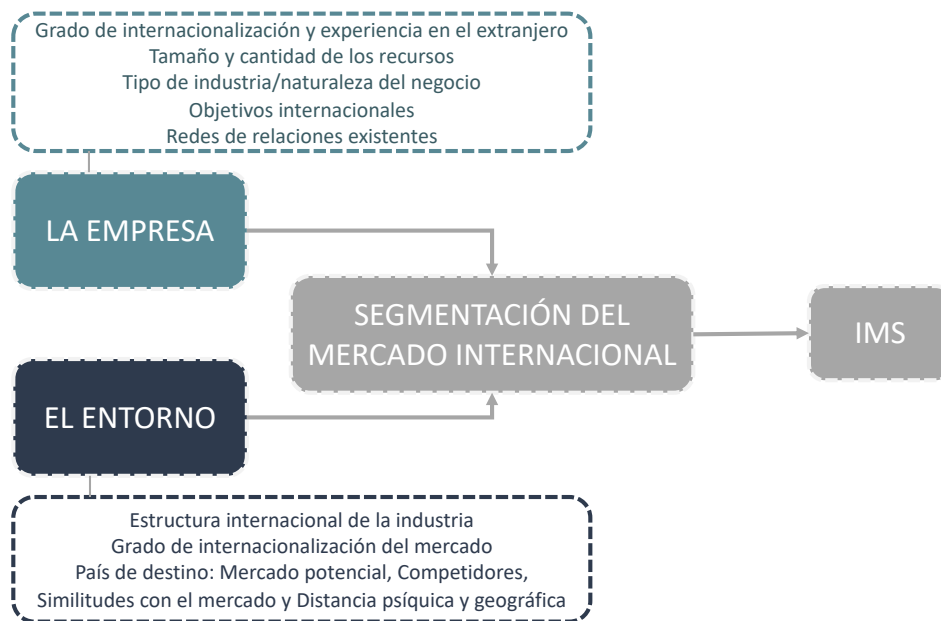 Grado de internacionalización y experiencia en el extranjero
Tamaño y cantidad de los recursos
Tipo de industria/naturaleza del negocio
Objetivos internacionales
Redes de relaciones existentes
LA EMPRESA
SEGMENTACIÓN DEL
MERCADO INTERNACIONAL
IMS
EL ENTORNO
Estructura internacional de la industria
Grado de internacionalización del mercado
País de destino: Mercado potencial, Competidores,
Similitudes con el mercado y Distancia psíquica y geográfica